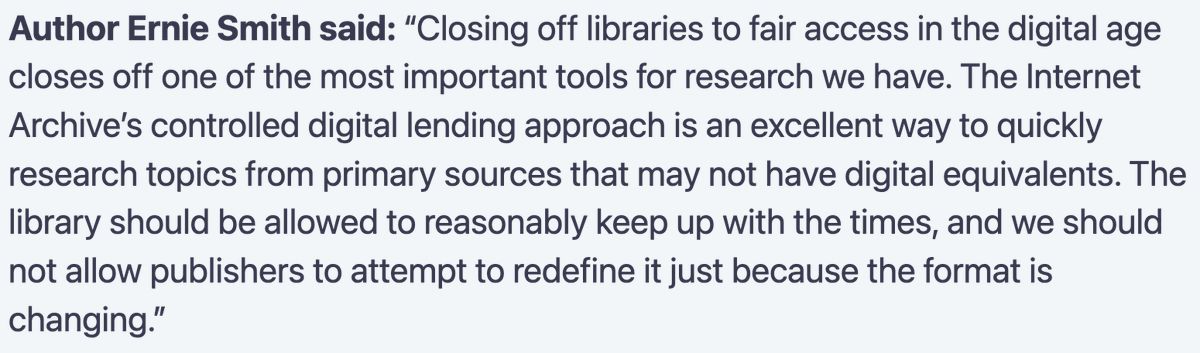 Author Ernie Smith said: “Closing off libraries to fair access in the digital age
closes off one of the most important tools for research we have. The Internet
Archive’s controlled digital lending approach is an excellent way to quickly
research topics from primary sources that may not have digital equivalents. The
library should be allowed to reasonably keep up with the times, and we should
not allow publishers to attempt to redefine it just because the format is
changing.”